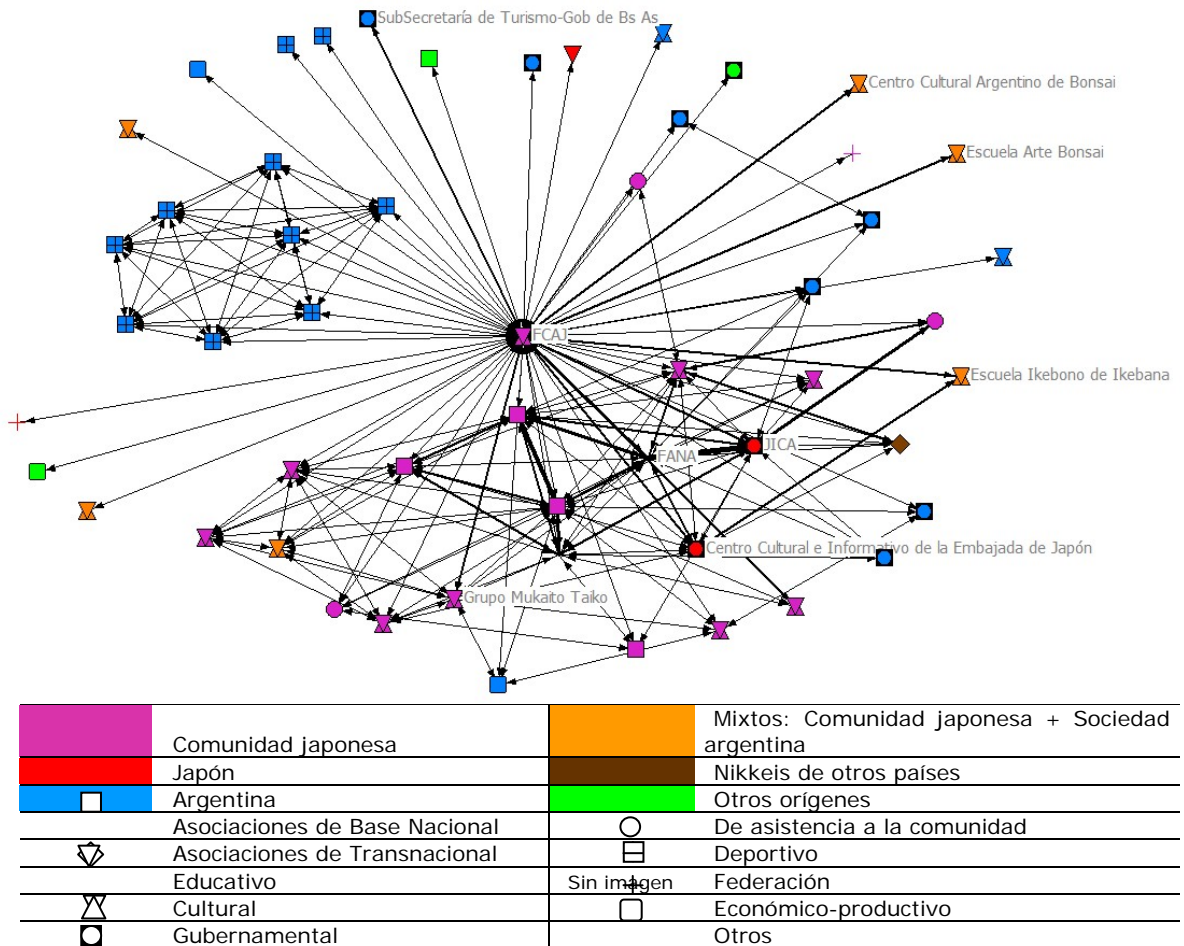 SubSecretaría de Turismo-Gob de Bs As
Centro Cultural Argentino de Bonsai
Escuela Arte Bonsai
FCAJ
Escuela Ikebono de Ikebana
FANA
JICA
Centro Cultural e Informativo de la Embajada de Japón
Grupo Mukaito Taiko
Comunidad japonesa
Mixtos: Comunidad japonesa + Sociedad
argentina
Japón
Nikkeis de otros países
Argentina
Otros orígenes
Asociaciones de Base Nacional
De asistencia a la comunidad
Asociaciones de Transnacional
Deportivo
Educativo
Sin imagen
Federación
Cultural
Económico-productivo
Gubernamental
Otros